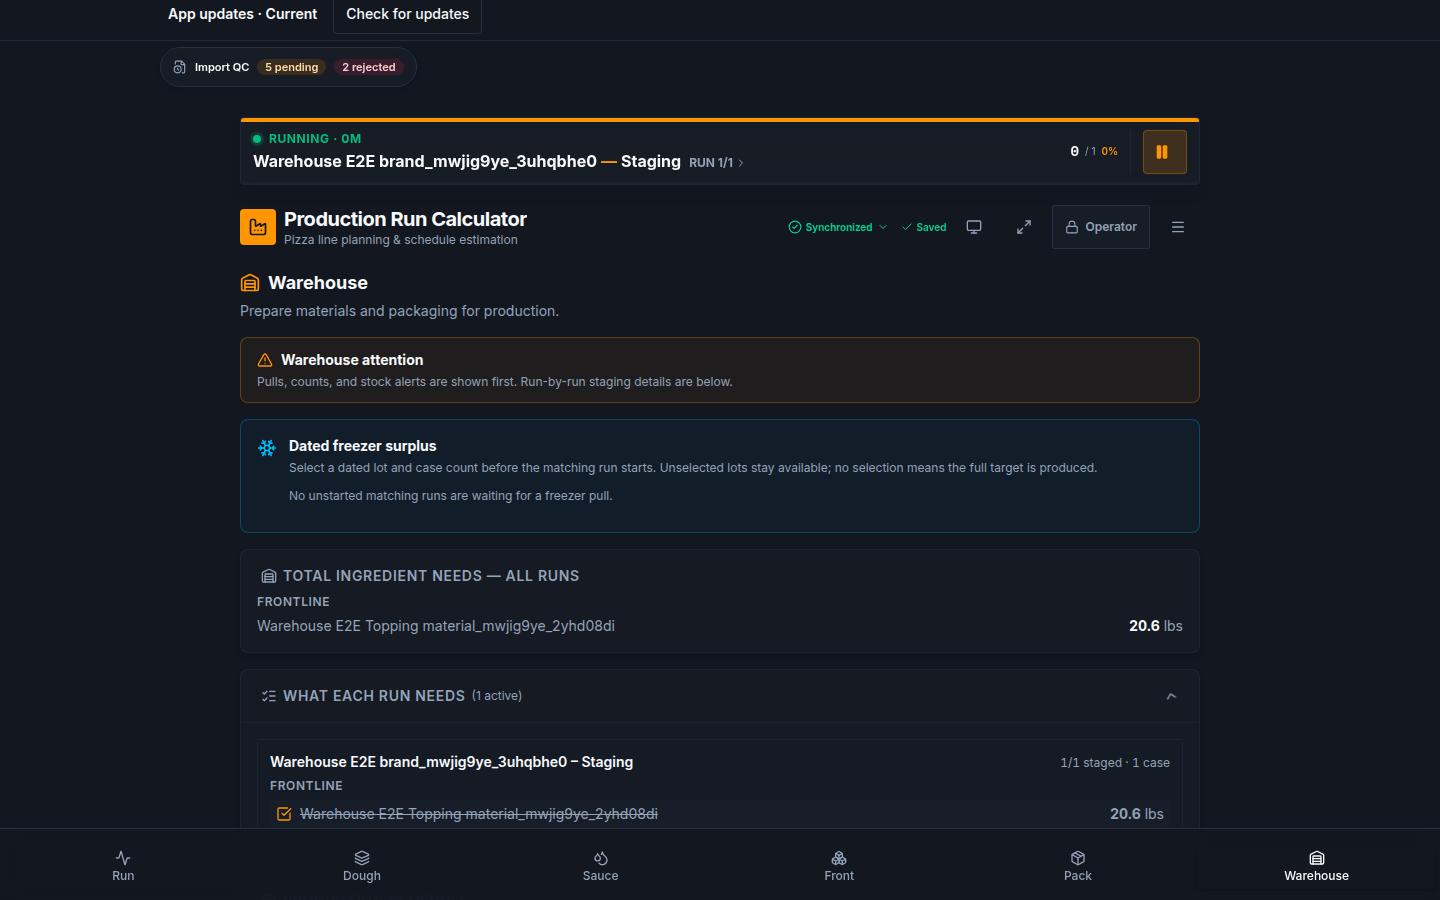 App updates · Current Check for updates
Import QC 5 pending 2 rejected
RUNNING · 0M
Warehouse E2E brand_mwjig9ye_3uhqbhe0 — Staging RUN 1/1
0 / 1 0%
Production Run Calculator
Pizza line planning & schedule estimation
Synchronized Saved Operator
Warehouse
Prepare materials and packaging for production.
Warehouse attention
Pulls, counts, and stock alerts are shown first. Run-by-run staging details are below.
Dated freezer surplus
Select a dated lot and case count before the matching run starts. Unselected lots stay available; no selection means the full target is produced.
No unstarted matching runs are waiting for a freezer pull.
TOTAL INGREDIENT NEEDS — ALL RUNS
FRONTLINE
Warehouse E2E Topping material_mwjig9ye_2yhd08di 20.6 lbs
WHAT EACH RUN NEEDS (1 active)
Warehouse E2E brand_mwjig9ye_3uhqbhe0 – Staging 1/1 staged · 1 case
FRONTLINE
Warehouse E2E Topping material_mwjig9ye_2yhd08di 20.6 lbs
Run Dough Sauce Front Pack Warehouse